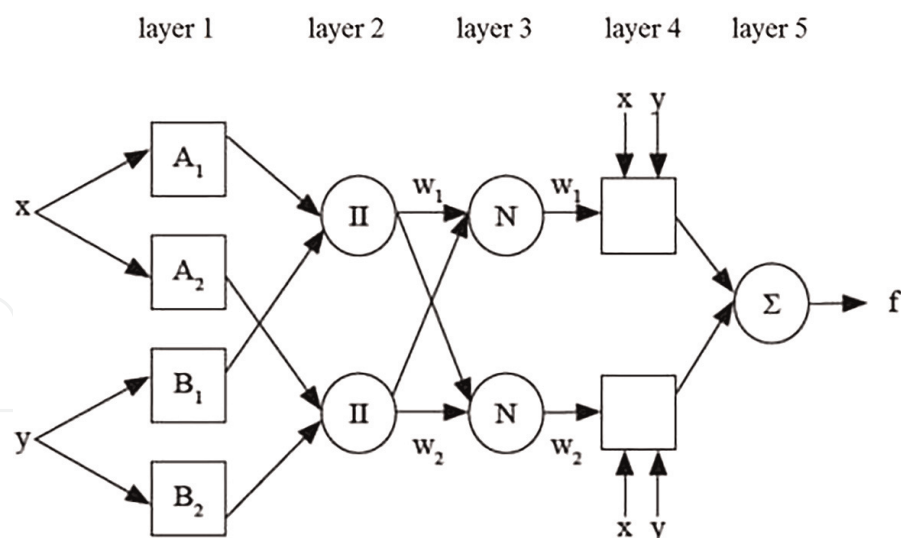 layer 1 layer 2 layer 3 layer 4 layer 5
x y
A1
w1 w1
x
Π N
A2
Σ f
B1
y
Π N
w2 w2
B2
x y